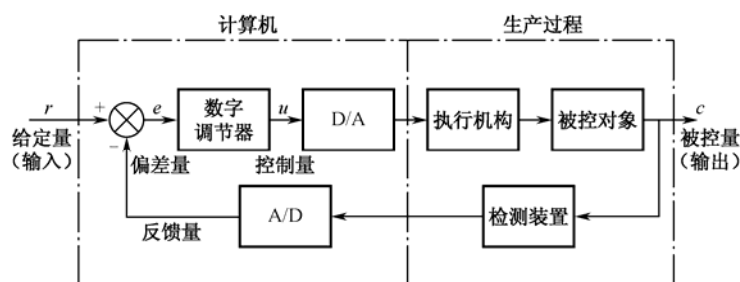 计算机
生产过程
r
+
e
数字
调节器
u
D/A
执行机构
被控对象
c
给定量
(输入)
−
偏差量
控制量
被控量
(输出)
反馈量
A/D
检测装置